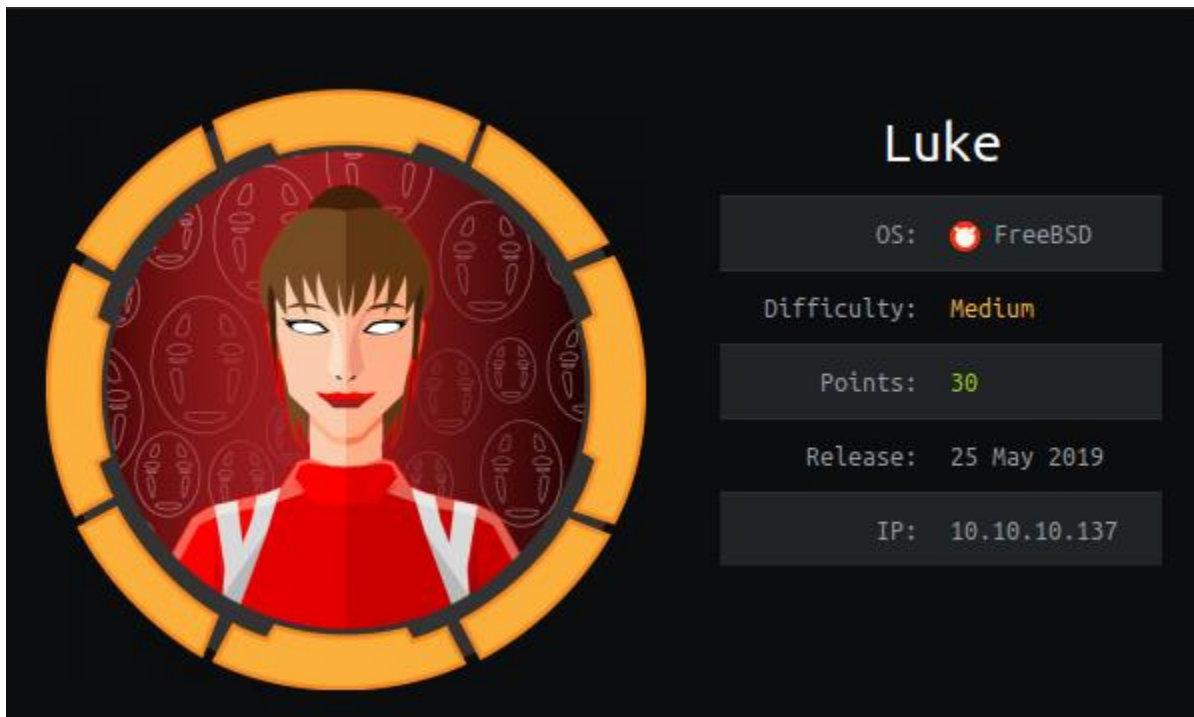 Luke
OS: FreeBSD
Difficulty: Medium
Points: 30
Release: 25 May 2019
IP: 10.10.10.137